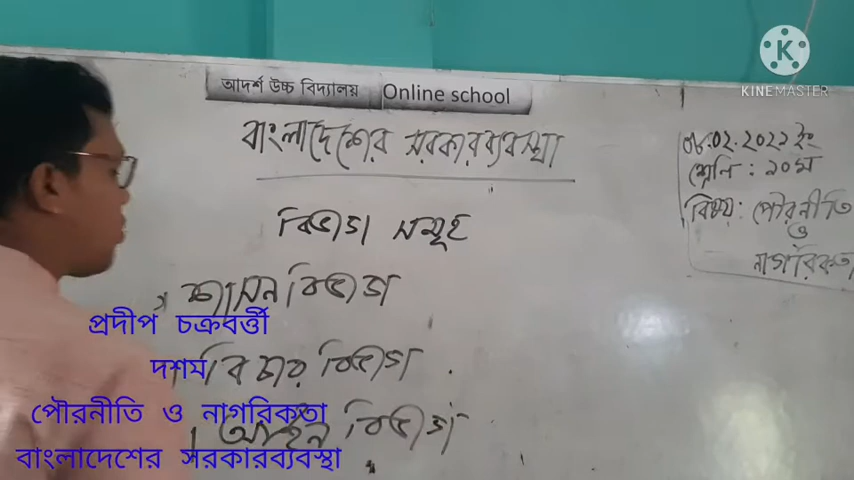 KINEMASTER
আদর্শ উচ্চ বিদ্যালয় Online school
বাংলাদেশের সরকারব্যবস্থা
০৮.০২.২০২১ ইং
শ্রেনি : ১০ম
বিষয়: পৌরনীতি
ও
নাগরিকতা
বিভাগ সমূহ
শাসন বিভাগ
বিচার বিভাগ
আইন বিভাগ
প্রদীপ চক্রবর্ত্তী
দশম
পৌরনীতি ও নাগরিকতা
বাংলাদেশের সরকারব্যবস্থা